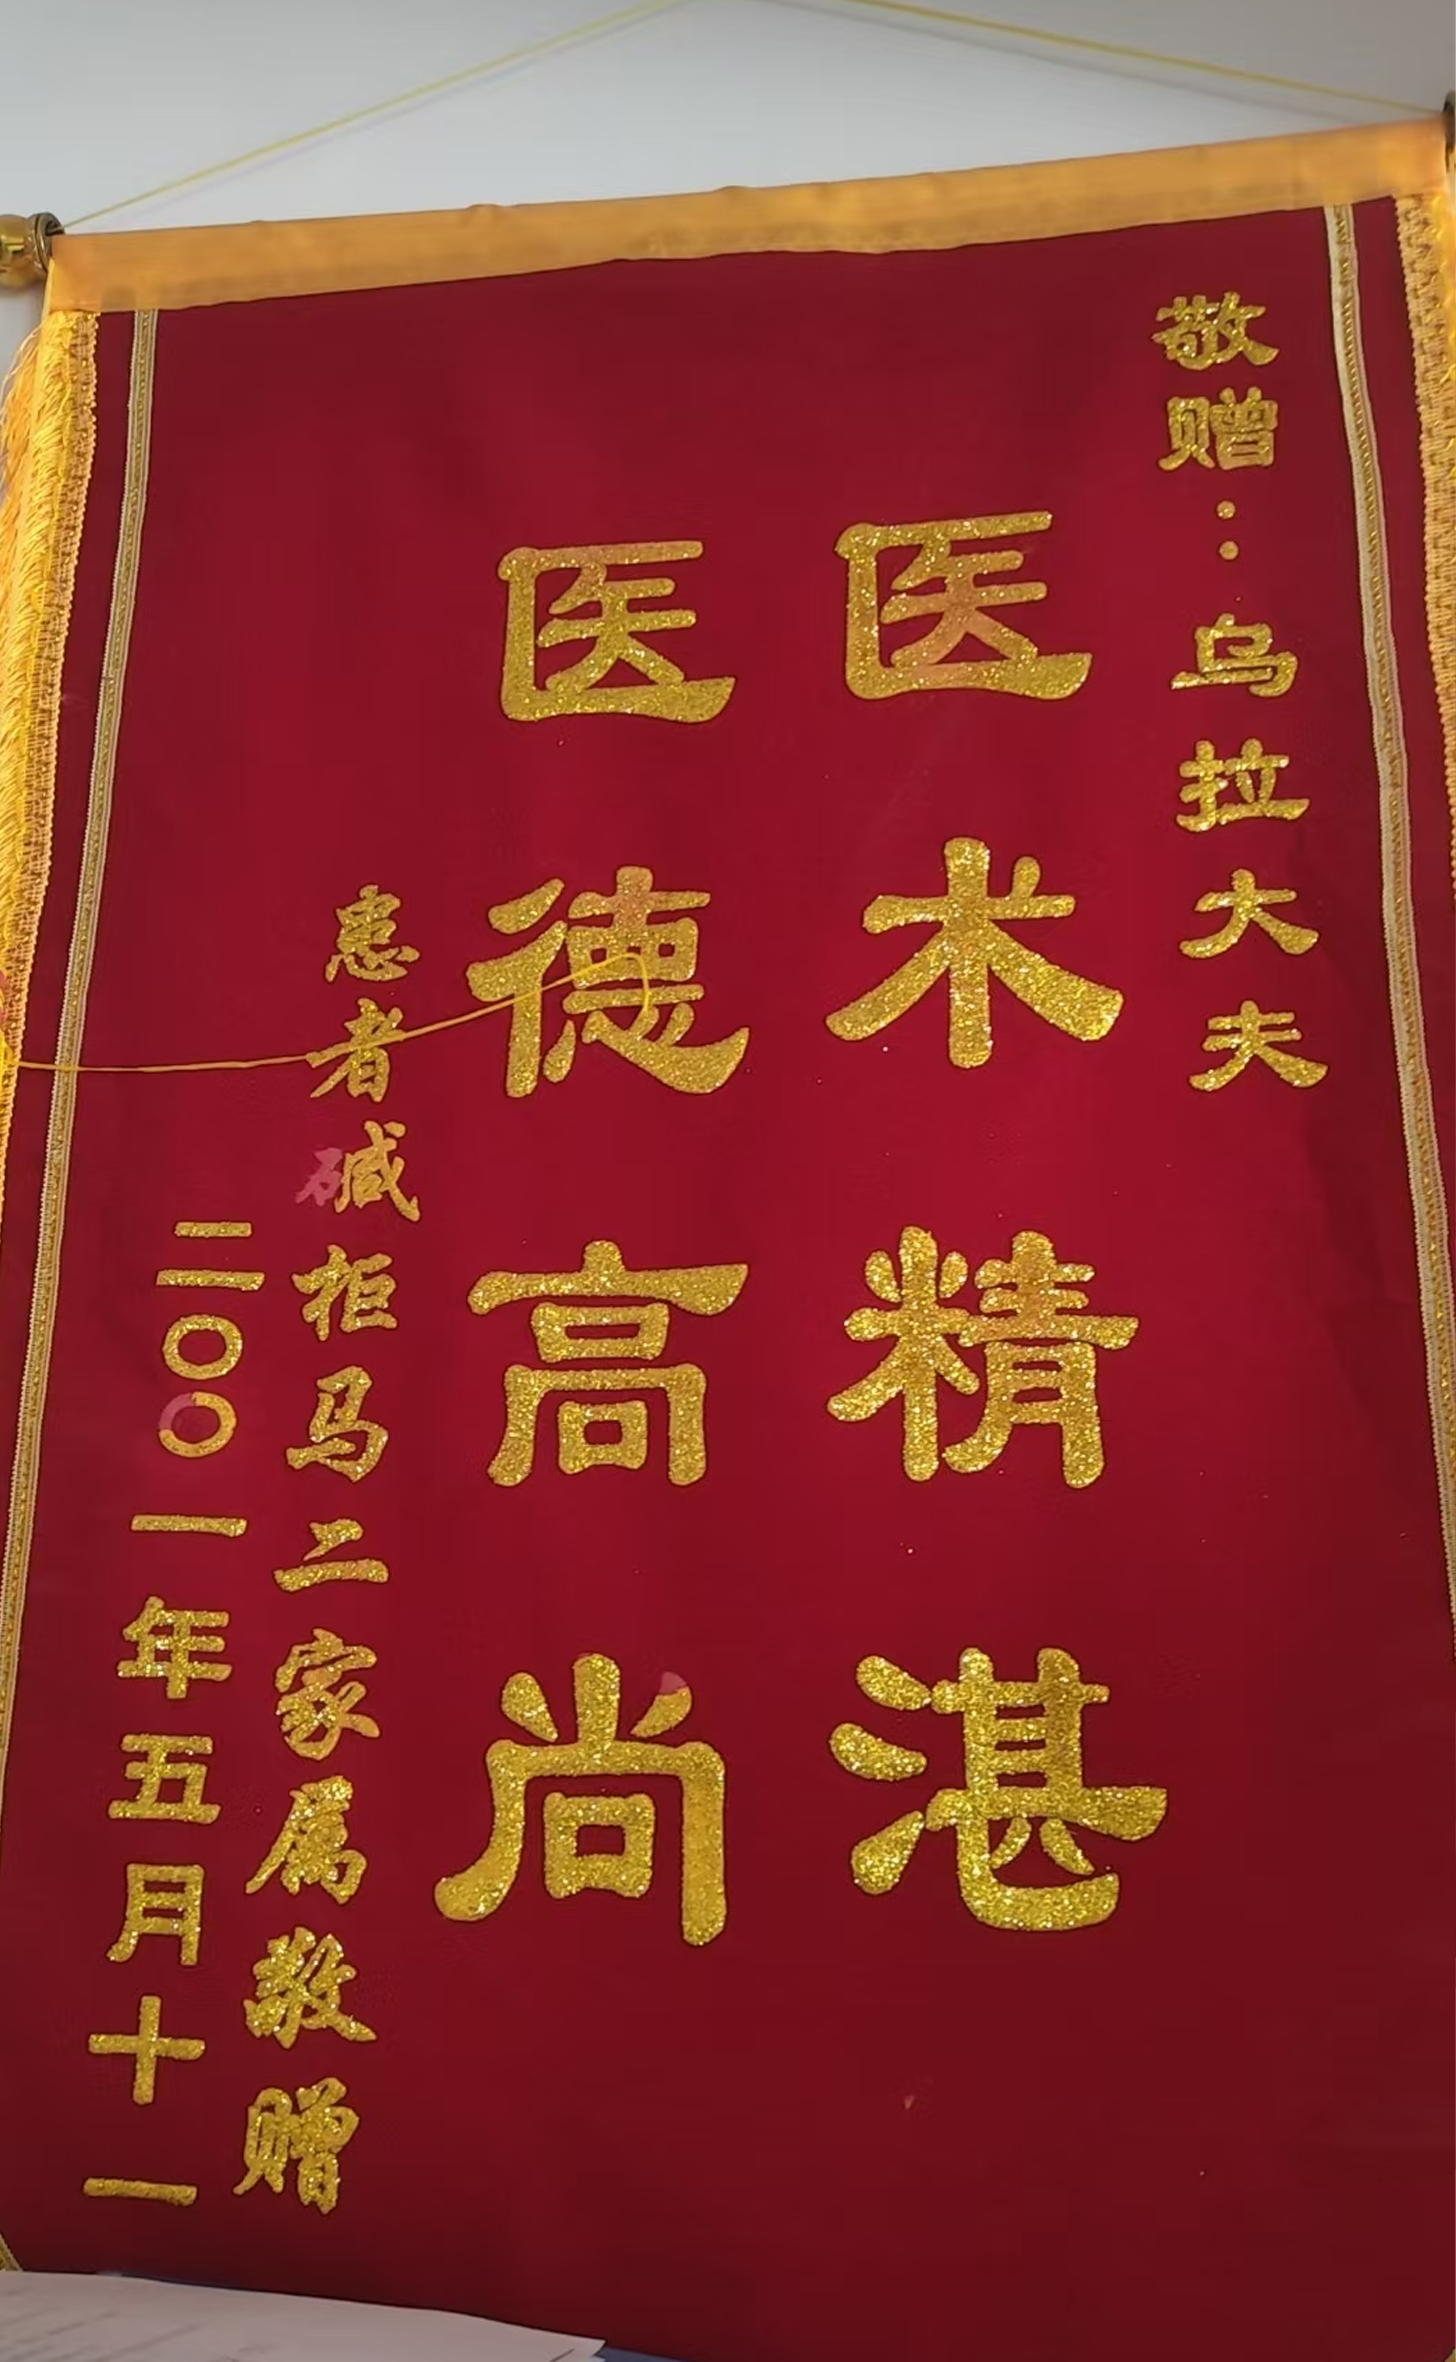 敬赠：乌拉大夫
医术精湛
医德高尚
患者碱柜马二家属敬赠
二〇〇一年五月十一